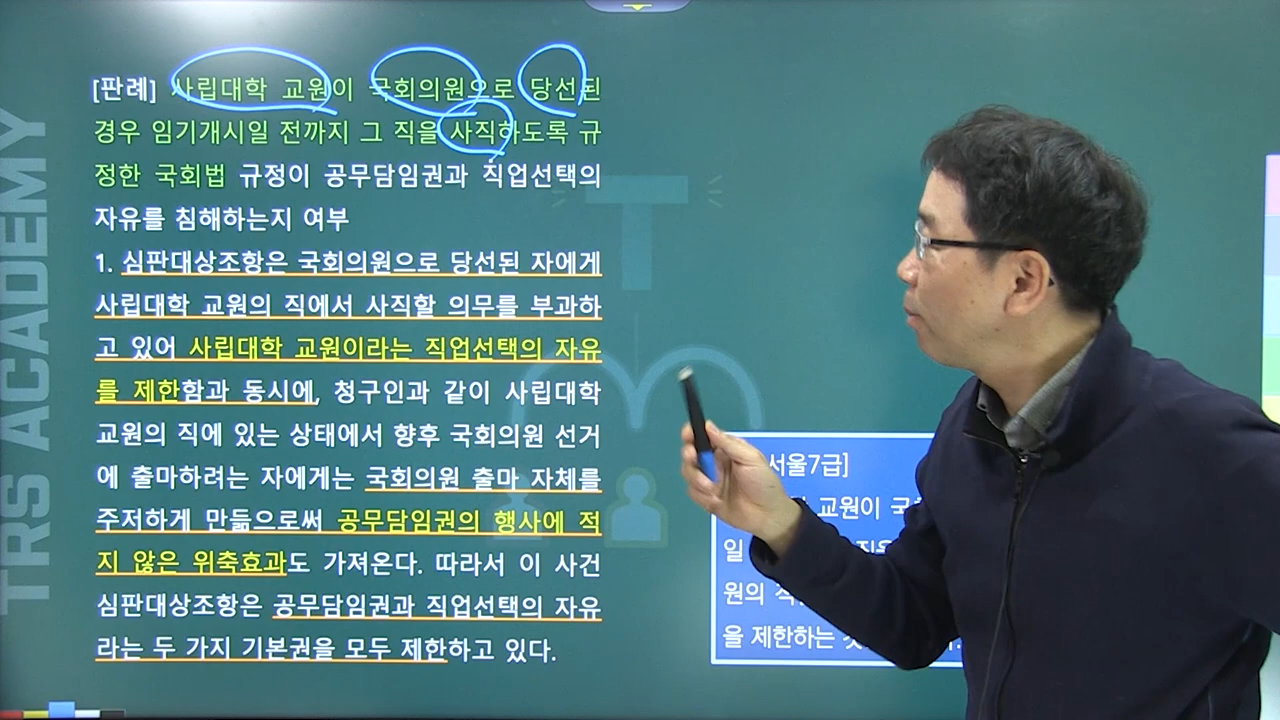 [판례] 사립대학 교원이 국회의원으로 당선된
경우 임기개시일 전까지 그 직을 사직하도록 규
정한 국회법 규정이 공무담임권과 직업선택의
자유를 침해하는지 여부
1. 심판대상조항은 국회의원으로 당선된 자에게
사립대학 교원의 직에서 사직할 의무를 부과하
고 있어 사립대학 교원이라는 직업선택의 자유
를 제한함과 동시에, 청구인과 같이 사립대학
교원의 직에 있는 상태에서 향후 국회의원 선거
에 출마하려는 자에게는 국회의원 출마 자체를
주저하게 만듦으로써 공무담임권의 행사에 적
지 않은 위축효과도 가져온다. 따라서 이 사건
심판대상조항은 공무담임권과 직업선택의 자유
라는 두 가지 기본권을 모두 제한하고 있다.
서울7급]
교원이 국
일
원의
을 제한하는
TRS ACADEMY